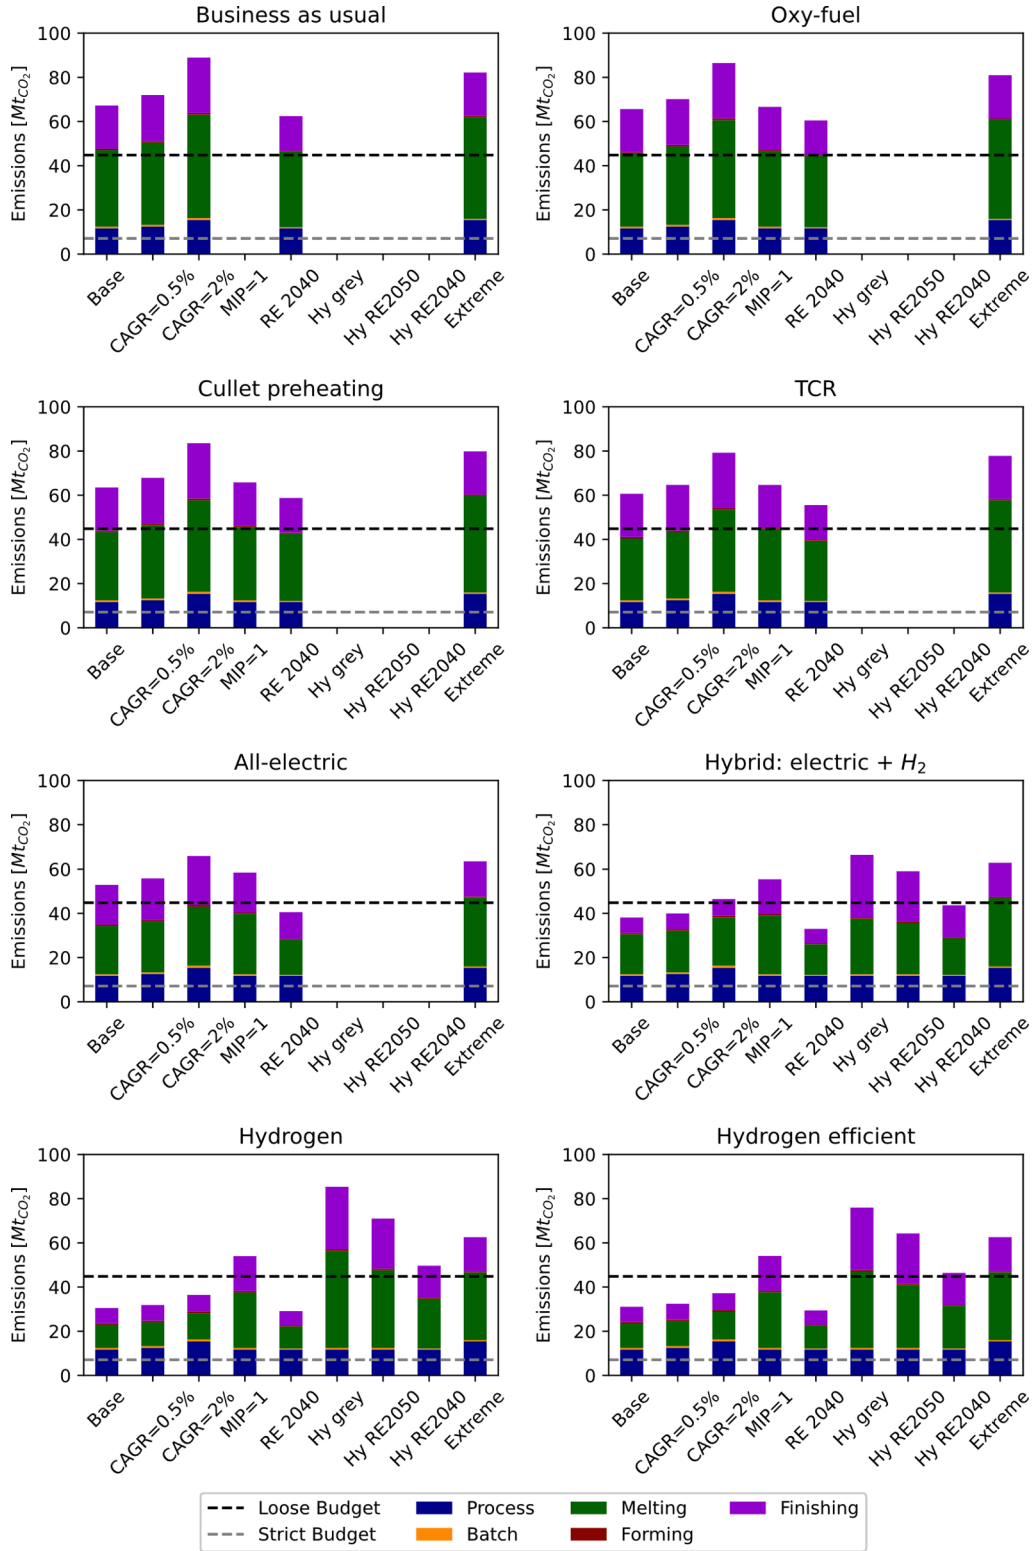 Business as usual
Emissions [Mt_CO2]
100
80
60
40
20
0
Base
CAGR=0.5%
CAGR=2%
MIP=1
RE 2040
Hy grey
Hy RE2050
Hy RE2040
Extreme
Oxy-fuel
Emissions [Mt_CO2]
100
80
60
40
20
0
Base
CAGR=0.5%
CAGR=2%
MIP=1
RE 2040
Hy grey
Hy RE2050
Hy RE2040
Extreme
Cullet preheating
Emissions [Mt_CO2]
100
80
60
40
20
0
Base
CAGR=0.5%
CAGR=2%
MIP=1
RE 2040
Hy grey
Hy RE2050
Hy RE2040
Extreme
TCR
Emissions [Mt_CO2]
100
80
60
40
20
0
Base
CAGR=0.5%
CAGR=2%
MIP=1
RE 2040
Hy grey
Hy RE2050
Hy RE2040
Extreme
All-electric
Emissions [Mt_CO2]
100
80
60
40
20
0
Base
CAGR=0.5%
CAGR=2%
MIP=1
RE 2040
Hy grey
Hy RE2050
Hy RE2040
Extreme
Hybrid: electric + H2
Emissions [Mt_CO2]
100
80
60
40
20
0
Base
CAGR=0.5%
CAGR=2%
MIP=1
RE 2040
Hy grey
Hy RE2050
Hy RE2040
Extreme
Hydrogen
Emissions [Mt_CO2]
100
80
60
40
20
0
Base
CAGR=0.5%
CAGR=2%
MIP=1
RE 2040
Hy grey
Hy RE2050
Hy RE2040
Extreme
Hydrogen efficient
Emissions [Mt_CO2]
100
80
60
40
20
0
Base
CAGR=0.5%
CAGR=2%
MIP=1
RE 2040
Hy grey
Hy RE2050
Hy RE2040
Extreme
Loose Budget
Strict Budget
Process
Batch
Melting
Forming
Finishing